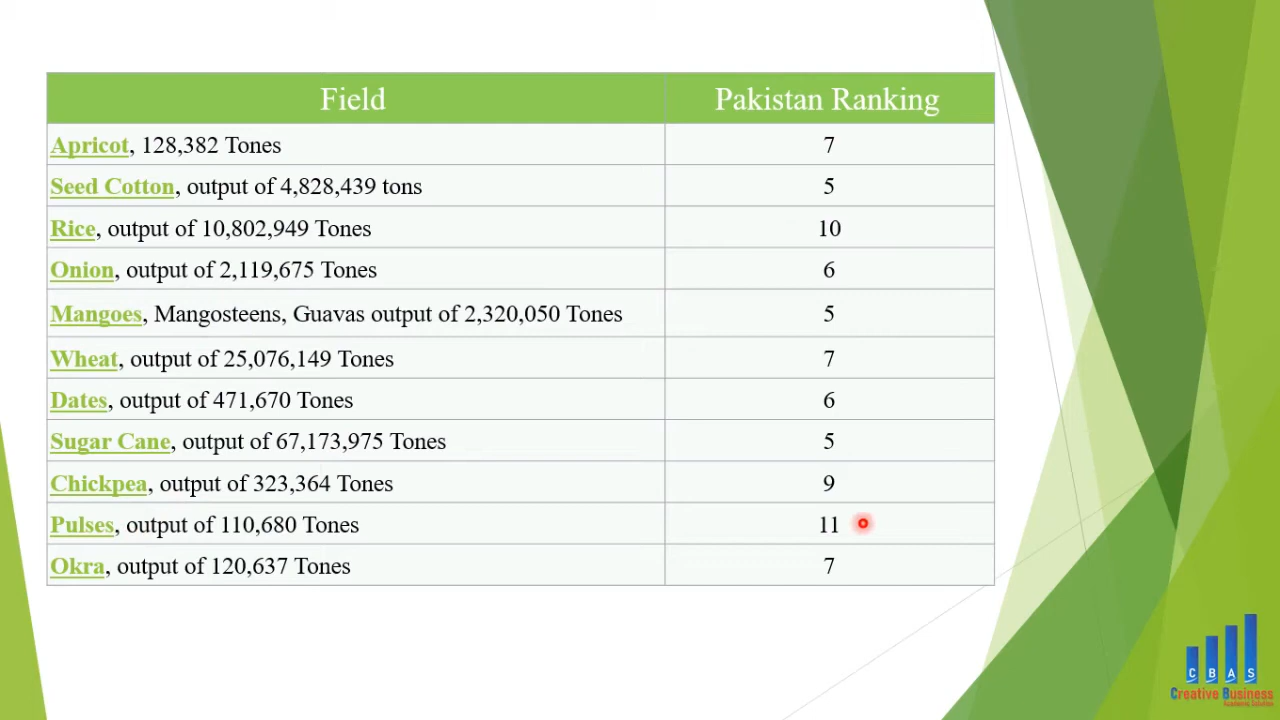 Field Pakistan Ranking
Apricot, 128,382 Tones 7
Seed Cotton, output of 4,828,439 tons 5
Rice, output of 10,802,949 Tones 10
Onion, output of 2,119,675 Tones 6
Mangoes, Mangosteens, Guavas output of 2,320,050 Tones 5
Wheat, output of 25,076,149 Tones 7
Dates, output of 471,670 Tones 6
Sugar Cane, output of 67,173,975 Tones 5
Chickpea, output of 323,364 Tones 9
Pulses, output of 110,680 Tones 11
Okra, output of 120,637 Tones 7
C B A S
Creative Business
Academic Solution